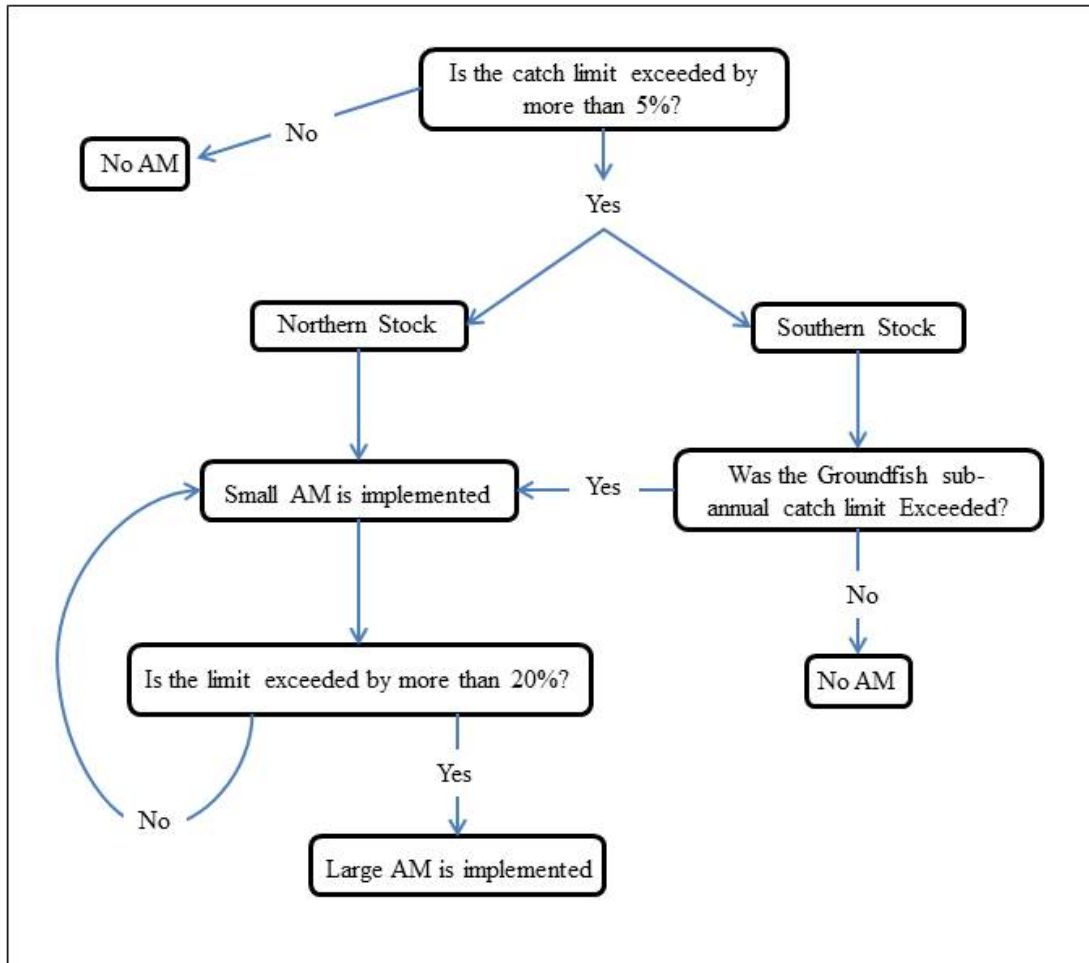 Is the catch limit exceeded by
more than 5%?
No
No AM
Yes
Northern Stock
Southern Stock
Small AM is implemented
Yes
Was the Groundfish sub-
annual catch limit Exceeded?
No
Is the limit exceeded by more than 20%?
No AM
Yes
No
Large AM is implemented